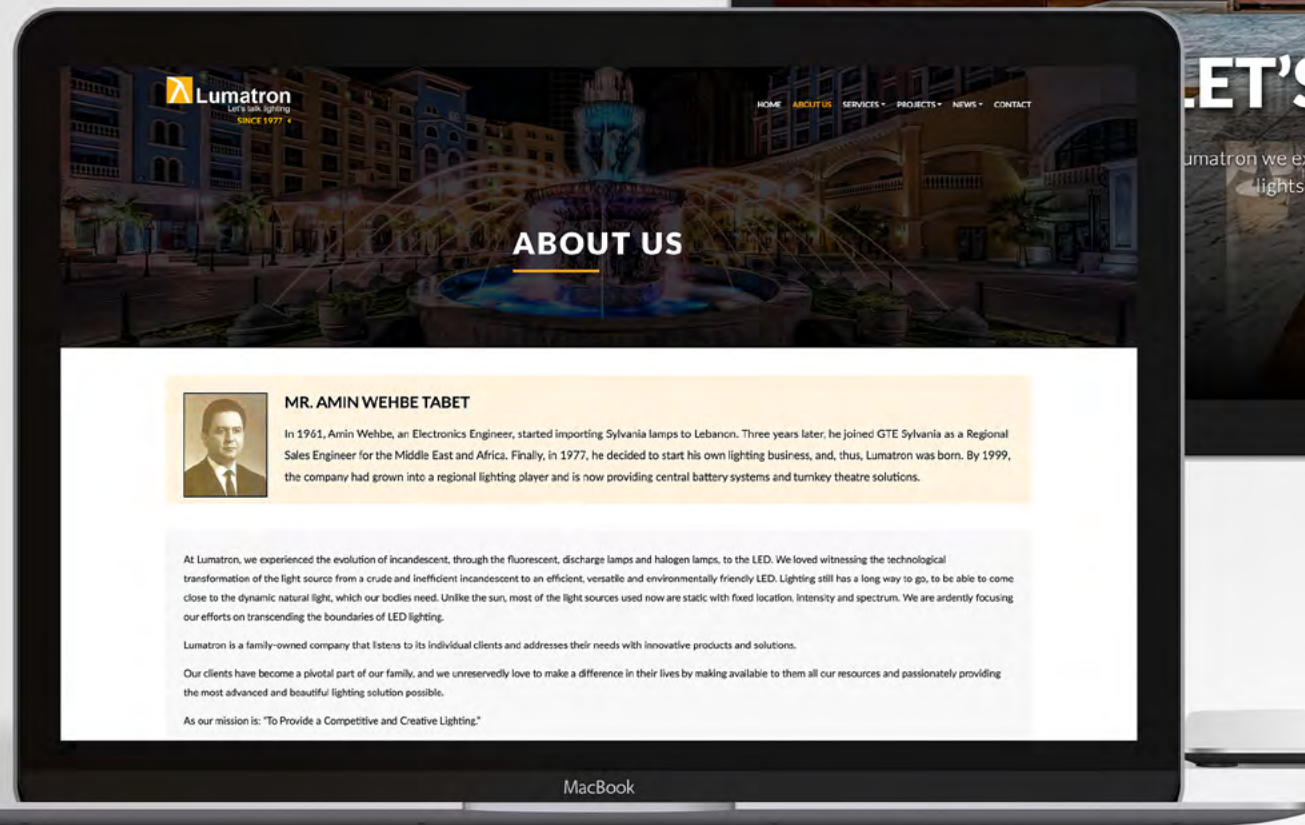 Lumatron
Let's talk lighting
SINCE 1977
HOME ABOUT US SERVICES PROJECTS NEWS CONTACT
ABOUT US
MR. AMIN WEHBE TABET
In 1961, Amin Wehbe, an Electronics Engineer, started importing Sylvania lamps to Lebanon. Three years later, he joined GTE Sylvania as a Regional
Sales Engineer for the Middle East and Africa. Finally, in 1977, he decided to start his own lighting business, and, thus, Lumatron was born. By 1999,
the company had grown into a regional lighting player and is now providing central battery systems and turnkey theatre solutions.
At Lumatron, we experienced the evolution of incandescent, through the fluorescent, discharge lamps and halogen lamps, to the LED. We loved witnessing the technological
transformation of the light source from a crude and inefficient incandescent to an efficient, versatile and environmentally friendly LED. Lighting still has a long way to go, to be able to come
close to the dynamic natural light, which our bodies need. Unlike the sun, most of the light sources used now are static with fixed location, intensity and spectrum. We are ardently focusing
our efforts on transcending the boundaries of LED lighting.
Lumatron is a family-owned company that listens to its individual clients and addresses their needs with innovative products and solutions.
Our clients have become a pivotal part of our family, and we unreservedly love to make a difference in their lives by making available to them all our resources and passionately providing
the most advanced and beautiful lighting solution possible.
As our mission is: "To Provide a Competitive and Creative Lighting."
MacBook
LET'S
umatron we ex
lights